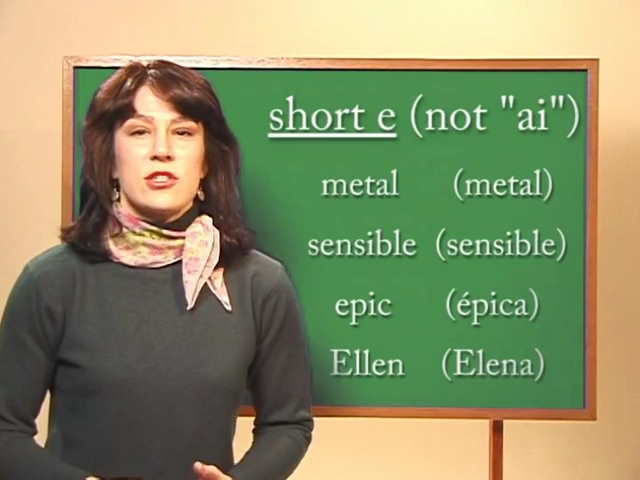 short e (not "ai")
metal (metal)
sensible (sensible)
epic (épica)
Ellen (Elena)